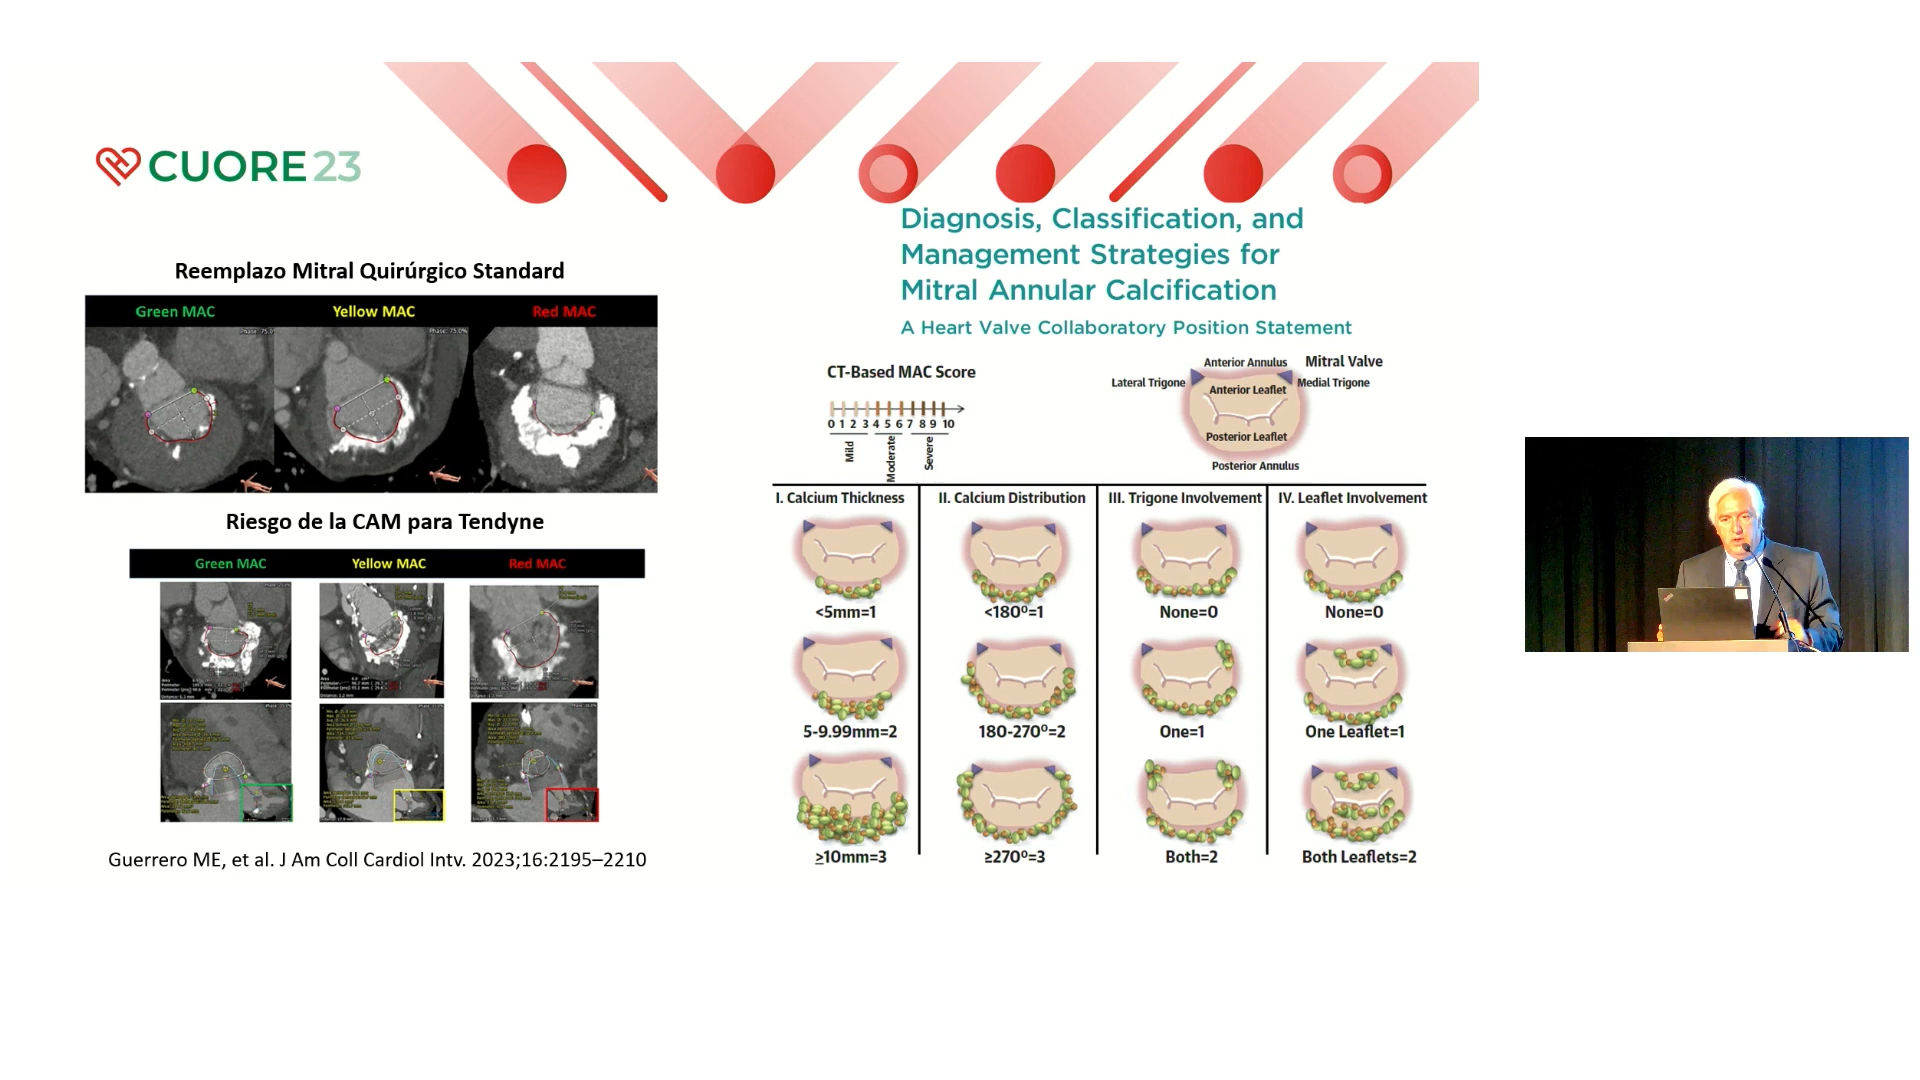 CUORE 23
Reemplazo Mitral Quirúrgico Standard
Green MAC
Yellow MAC
Red MAC
Phase: 75.0%
Riesgo de la CAM para Tendyne
Green MAC
Yellow MAC
Red MAC
Guerrero ME, et al. J Am Coll Cardiol Intv. 2023;16:2195–2210
Diagnosis, Classification, and
Management Strategies for
Mitral Annular Calcification
A Heart Valve Collaboratory Position Statement
CT-Based MAC Score
0 1 2 3 4 5 6 7 8 9 10
Mild
Moderate
Severe
Mitral Valve
Anterior Annulus
Lateral Trigone
Medial Trigone
Anterior Leaflet
Posterior Leaflet
Posterior Annulus
I. Calcium Thickness
II. Calcium Distribution
III. Trigone Involvement
IV. Leaflet Involvement
<5mm=1
<180º=1
None=0
None=0
5-9.99mm=2
180-270º=2
One=1
One Leaflet=1
≥10mm=3
≥270º=3
Both=2
Both Leaflets=2